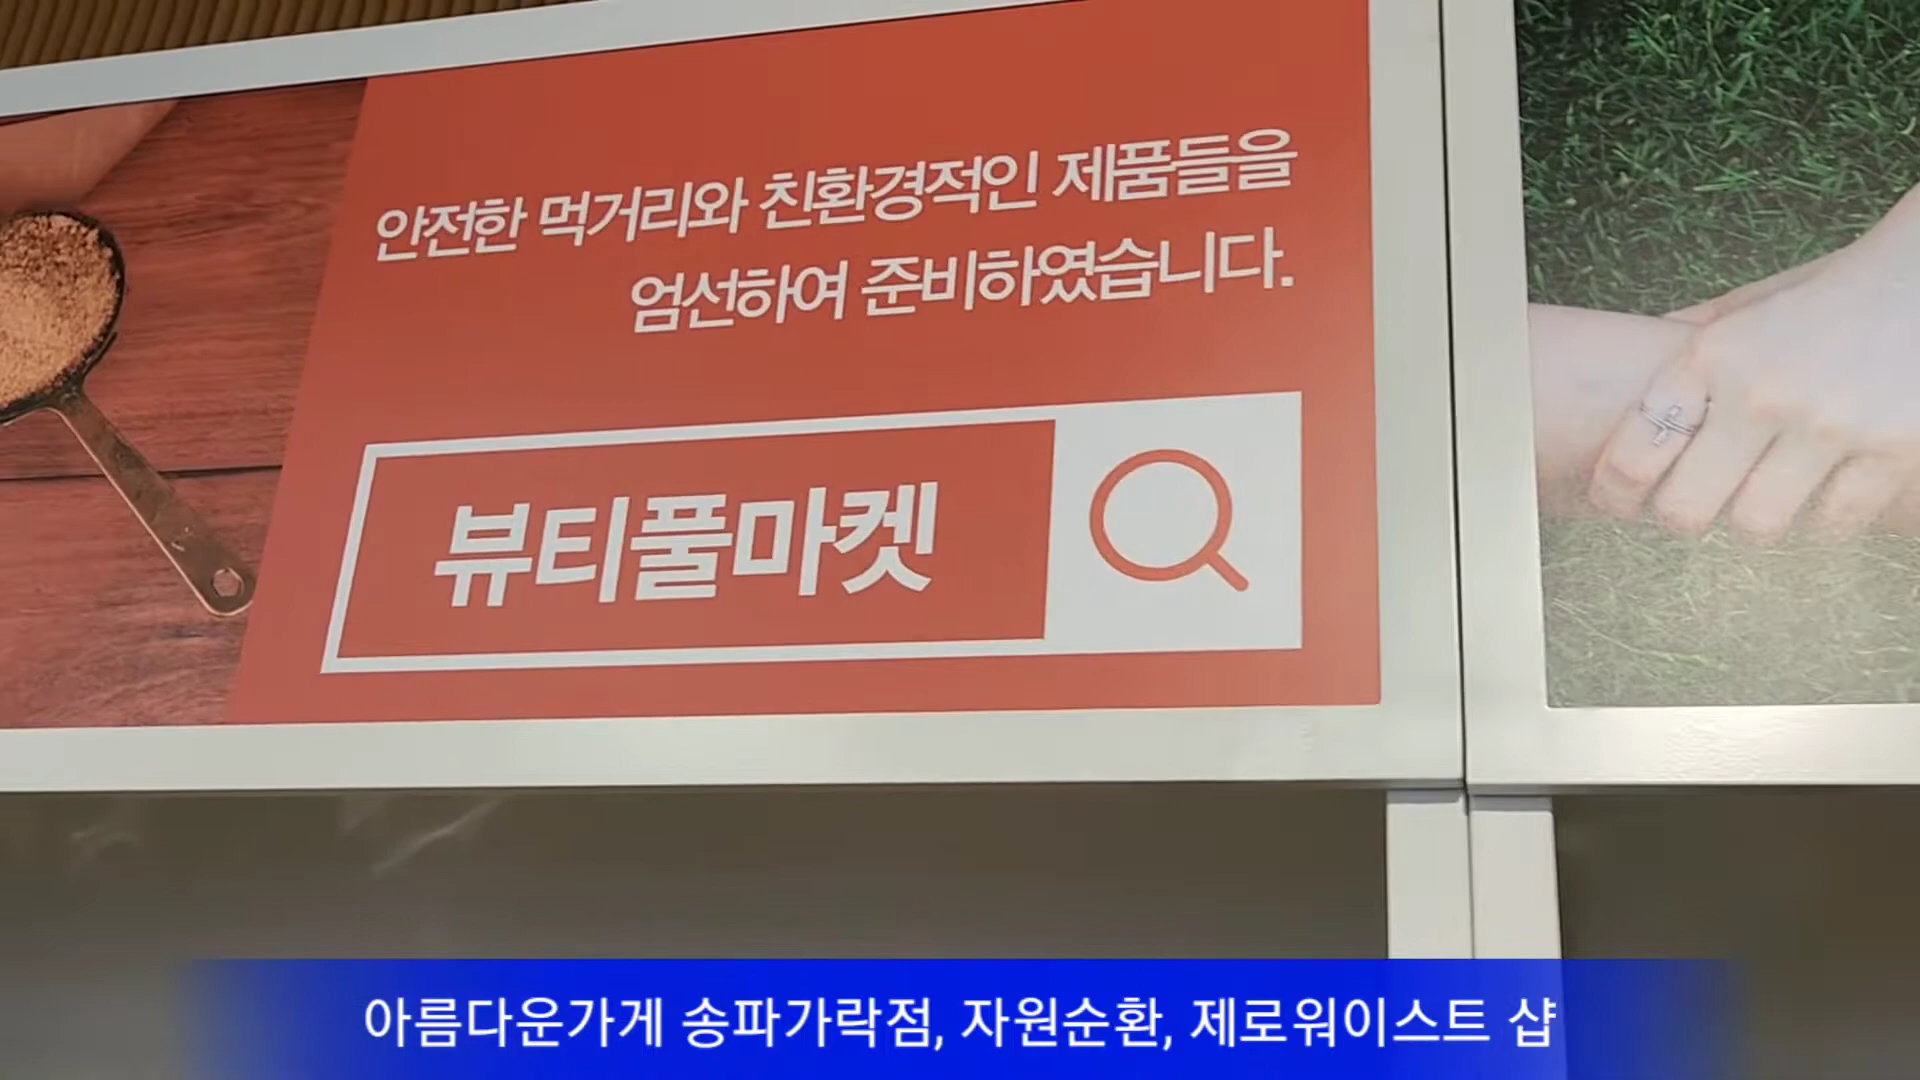 안전한 먹거리와 친환경적인 제품들을
엄선하여 준비하였습니다.
뷰티풀마켓
아름다운가게 송파가락점, 자원순환, 제로웨이스트 샵